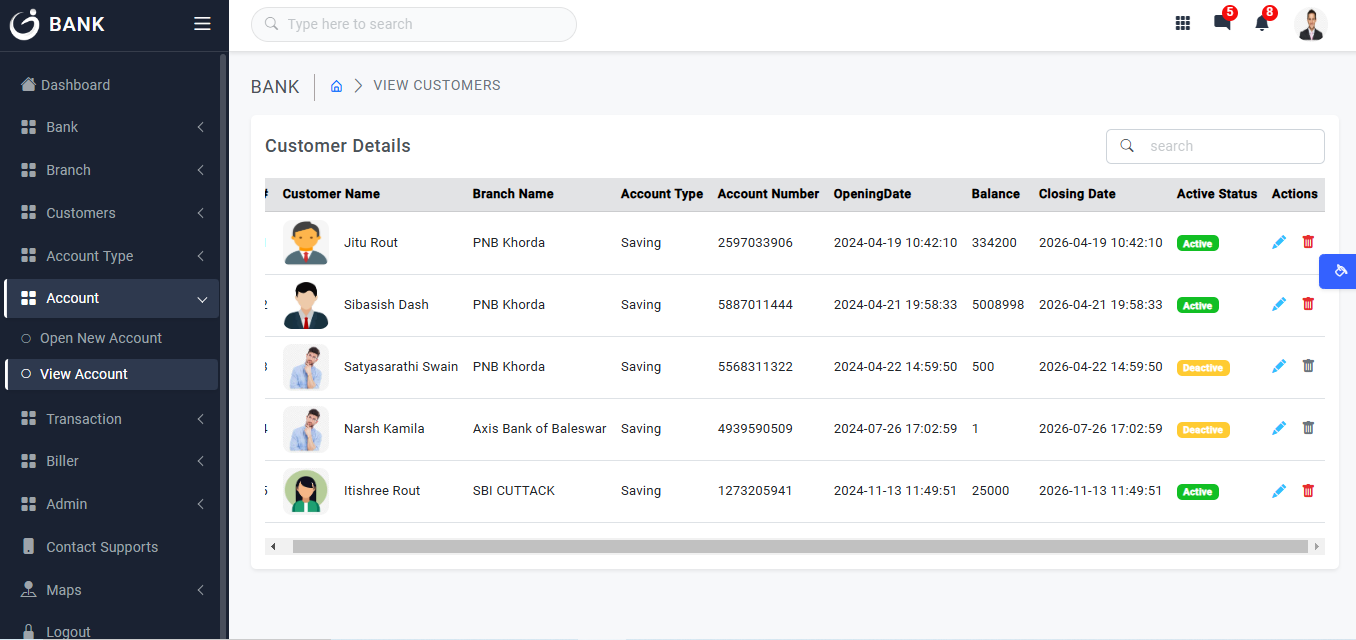 BANK
Type here to search
5
8
Dashboard
Bank
Branch
Customers
Account Type
Account
Open New Account
View Account
Transaction
Biller
Admin
Contact Supports
Maps
Logout
BANK VIEW CUSTOMERS
Customer Details
search
# Customer Name Branch Name Account Type Account Number OpeningDate Balance Closing Date Active Status Actions
1 Jitu Rout PNB Khorda Saving 2597033906 2024-04-19 10:42:10 334200 2026-04-19 10:42:10 Active
2 Sibasish Dash PNB Khorda Saving 5887011444 2024-04-21 19:58:33 5008998 2026-04-21 19:58:33 Active
3 Satyasarathi Swain PNB Khorda Saving 5568311322 2024-04-22 14:59:50 500 2026-04-22 14:59:50 Deactive
4 Narsh Kamila Axis Bank of Baleswar Saving 4939590509 2024-07-26 17:02:59 1 2026-07-26 17:02:59 Deactive
5 Itishree Rout SBI CUTTACK Saving 1273205941 2024-11-13 11:49:51 25000 2026-11-13 11:49:51 Active